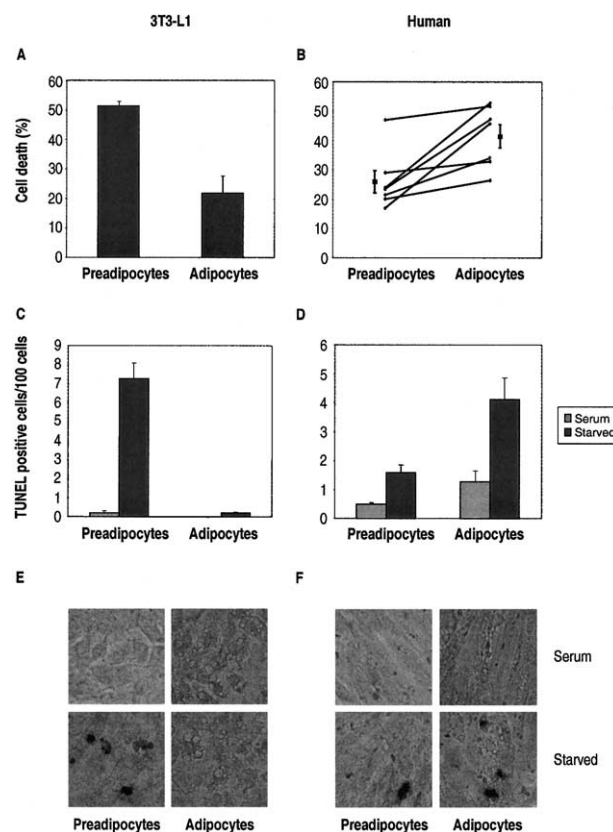 3T3-L1 Human
A B
Cell death (%)
60
50
40
30
20
10
0
Preadipocytes Adipocytes
60
50
40
30
20
10
0
Preadipocytes Adipocytes
C D
TUNEL positive cells/100 cells
9
8
7
6
5
4
3
2
1
0
Preadipocytes Adipocytes
6
5
4
3
2
1
0
Preadipocytes Adipocytes
Serum
Starved
E F
Serum
Starved
Preadipocytes Adipocytes Preadipocytes Adipocytes